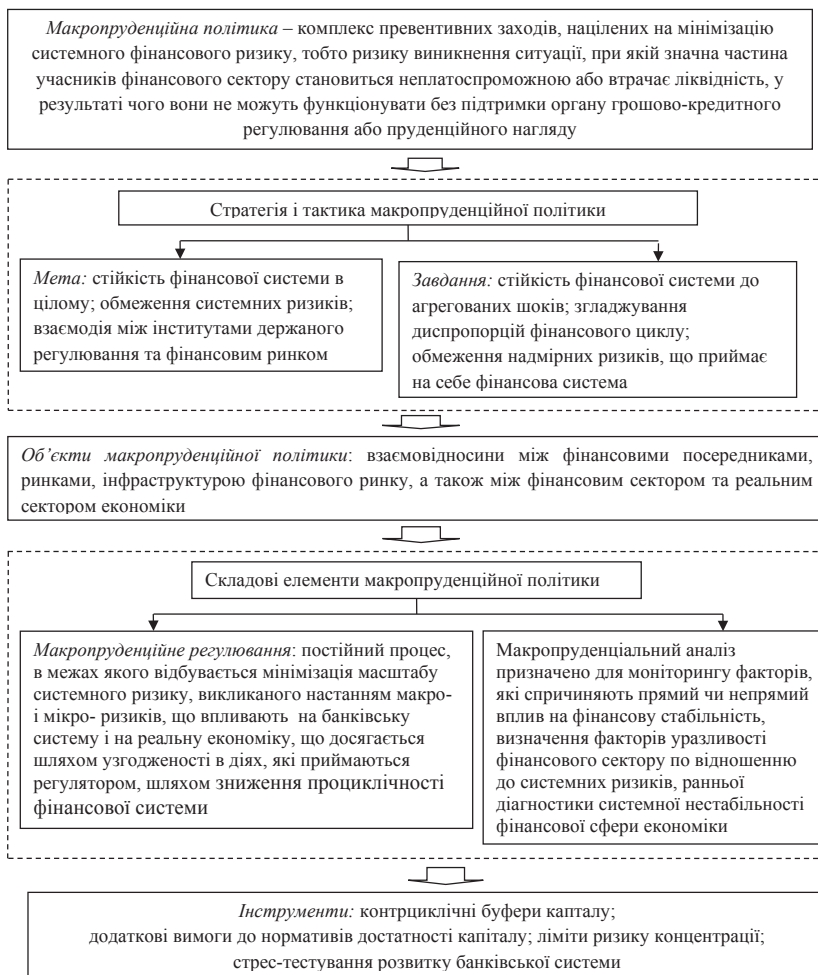 Макропруденційна політика – комплекс превентивних заходів, націлених на мінімізацію
системного фінансового ризику, тобто ризику виникнення ситуації, при якій значна частина
учасників фінансового сектору становиться неплатоспроможною або втрачає ліквідність, у
результаті чого вони не можуть функціонувати без підтримки органу грошово-кредитного
регулювання або пруденційного нагляду
Стратегія і тактика макропруденційної політики
Мета: стійкість фінансової системи в
цілому; обмеження системних ризиків;
взаємодія між інститутами держаного
регулювання та фінансовим ринком
Завдання: стійкість фінансової системи до
агрегованих шоків; згладжування
диспропорцій фінансового циклу;
обмеження надмірних ризиків, що приймає
на себе фінансова система
Об’єкти макропруденційної політики: взаємовідносини між фінансовими посередниками,
ринками, інфраструктурою фінансового ринку, а також між фінансовим сектором та реальним
сектором економіки
Складові елементи макропруденційної політики
Макропруденційне регулювання: постійний процес,
в межах якого відбувається мінімізація масштабу
системного ризику, викликаного настанням макро-
і мікро- ризиків, що впливають на банківську
систему і на реальну економіку, що досягається
шляхом узгодженості в діях, які приймаються
регулятором, шляхом зниження проциклічності
фінансової системи
Макропруденціальний аналіз
призначено для моніторингу факторів,
які спричиняють прямий чи непрямий
вплив на фінансову стабільність,
визначення факторів уразливості
фінансового сектору по відношенню
до системних ризиків, ранньої
діагностики системної нестабільності
фінансової сфери економіки
Інструменти: контрциклічні буфери капталу;
додаткові вимоги до нормативів достатності капіталу; ліміти ризику концентрації;
стрес-тестування розвитку банківської системи